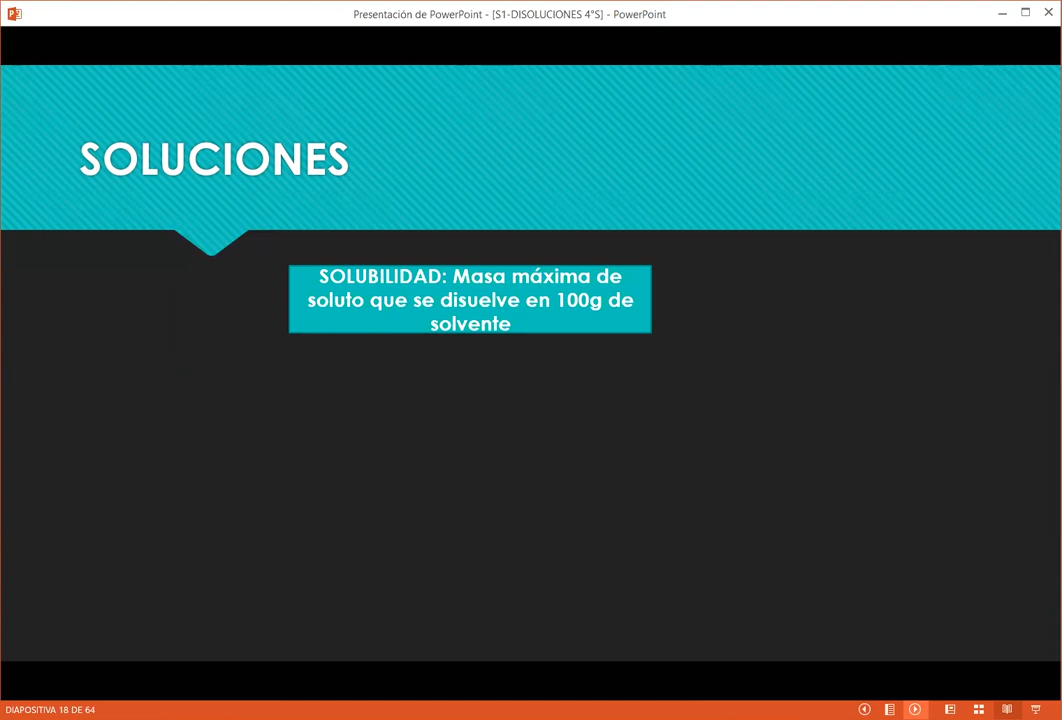 Presentación de PowerPoint - [S1-DISOLUCIONES 4°S] - PowerPoint
SOLUCIONES
SOLUBILIDAD: Masa máxima de
soluto que se disuelve en 100g de
solvente
DIAPOSITIVA 18 DE 64